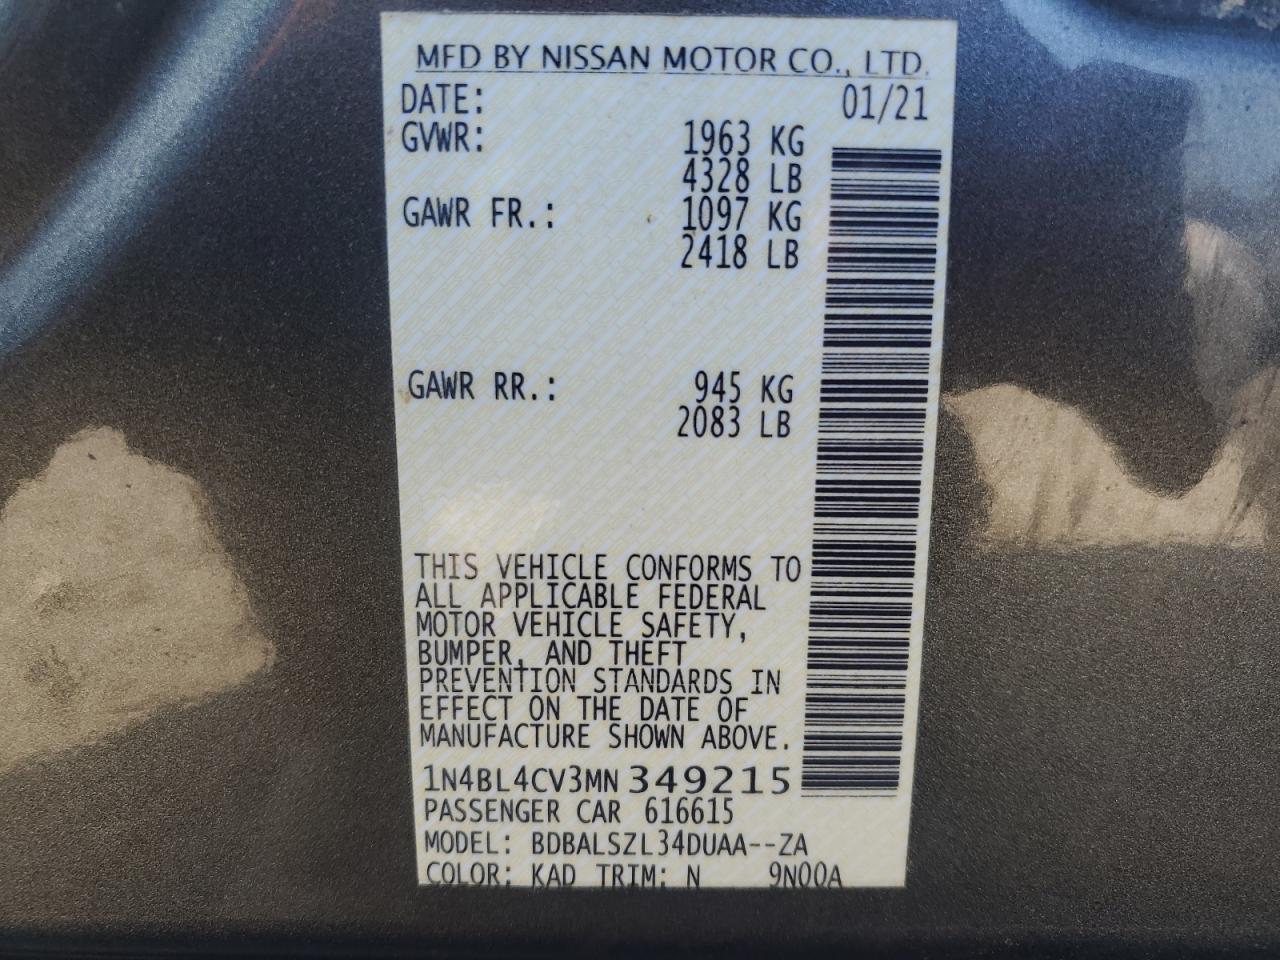 MFD BY NISSAN MOTOR CO., LTD.
DATE: 01/21
GVWR: 1963 KG
4328 LB
GAWR FR.: 1097 KG
2418 LB
GAWR RR.: 945 KG
2083 LB
THIS VEHICLE CONFORMS TO
ALL APPLICABLE FEDERAL
MOTOR VEHICLE SAFETY,
BUMPER, AND THEFT
PREVENTION STANDARDS IN
EFFECT ON THE DATE OF
MANUFACTURE SHOWN ABOVE.
1N4BL4CV3MN349215
PASSENGER CAR 616615
MODEL: BDBALSZL34DUAA--ZA
COLOR: KAD TRIM: N 9N00A